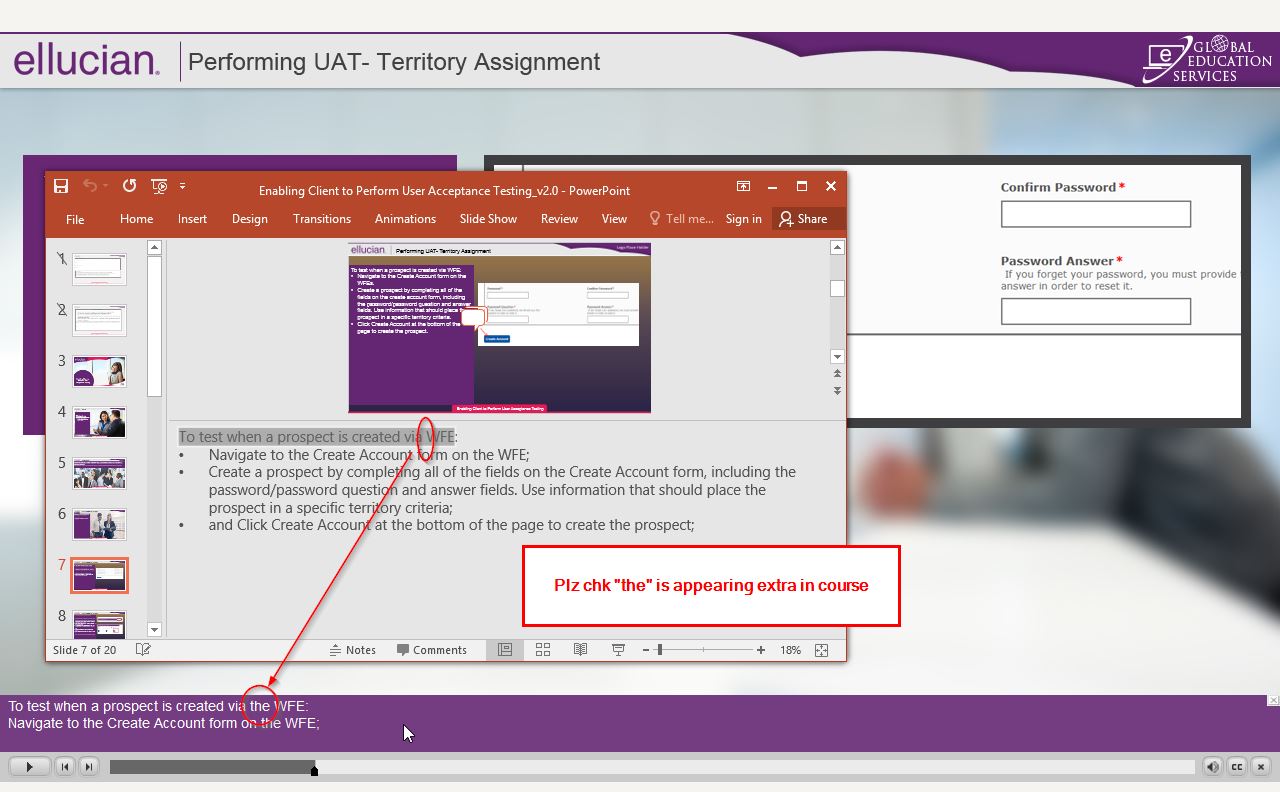 ellucian.
Performing UAT- Territory Assignment
GLOBAL
EDUCATION
SERVICES
Confirm Password*
Password Answer*
If you forget your password, you must provide
answer in order to reset it.
Enabling Client to Perform User Acceptance Testing_v2.0 - PowerPoint
File Home Insert Design Transitions Animations Slide Show Review View Tell me... Sign in Share
1
2
3
4
5
6
7
8
ellucian Performing UAT- Territory Assignment
To test when a prospect is created via WFE:
• Navigate to the Create Account form on the
WFEs.
• Create a prospect by completing all of the
fields on the create account form, including
the password/password question and answer
fields. Use information that should place the
prospect in a specific territory criteria.
• Click Create Account at the bottom of the
page to create the prospect.
Create Account
Enabling Client to Perform User Acceptance Testing
To test when a prospect is created via WFE:
• Navigate to the Create Account form on the WFE;
• Create a prospect by completing all of the fields on the Create Account form, including the
password/password question and answer fields. Use information that should place the
prospect in a specific territory criteria;
• and Click Create Account at the bottom of the page to create the prospect;
Plz chk "the" is appearing extra in course
Slide 7 of 20 Notes Comments 18%
To test when a prospect is created via the WFE:
Navigate to the Create Account form on the WFE;
CC